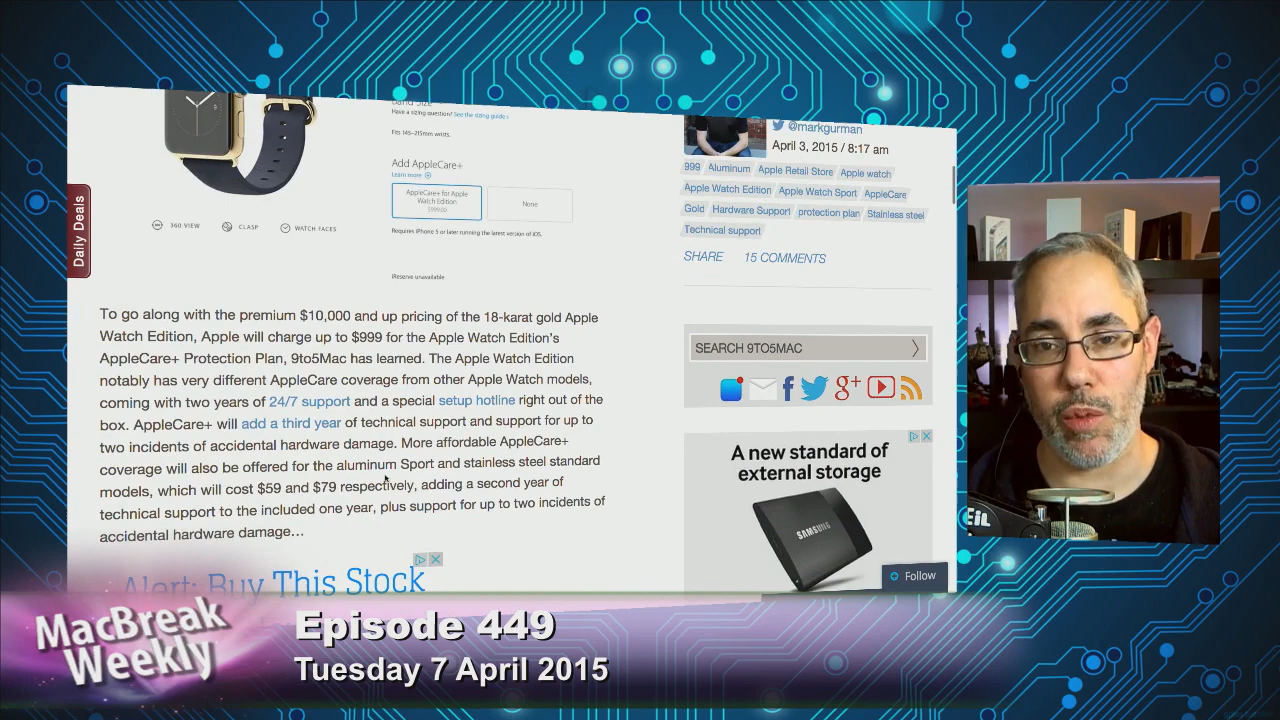 Band Size
Have a sizing question? See the sizing guide ›
Fits 145–215mm wrists.
Add AppleCare+
Learn more
AppleCare+ for Apple
Watch Edition
$999.00
None
360 VIEW
CLASP
WATCH FACES
Requires iPhone 5 or later running the latest version of iOS.
iReserve unavailable
Daily Deals
To go along with the premium $10,000 and up pricing of the 18-karat gold Apple
Watch Edition, Apple will charge up to $999 for the Apple Watch Edition's
AppleCare+ Protection Plan, 9to5Mac has learned. The Apple Watch Edition
notably has very different AppleCare coverage from other Apple Watch models,
coming with two years of 24/7 support and a special setup hotline right out of the
box. AppleCare+ will add a third year of technical support and support for up to
two incidents of accidental hardware damage. More affordable AppleCare+
coverage will also be offered for the aluminum Sport and stainless steel standard
models, which will cost $59 and $79 respectively, adding a second year of
technical support to the included one year, plus support for up to two incidents of
accidental hardware damage…
Alert: Buy This Stock
@markgurman
April 3, 2015 / 8:17 am
999 Aluminum Apple Retail Store Apple watch
Apple Watch Edition Apple Watch Sport AppleCare
Gold Hardware Support protection plan Stainless steel
Technical support
SHARE 15 COMMENTS
SEARCH 9TO5MAC
f g+
A new standard of
external storage
SAMSUNG
Follow
EiL
MacBreak
Weekly
Episode 449
Tuesday 7 April 2015